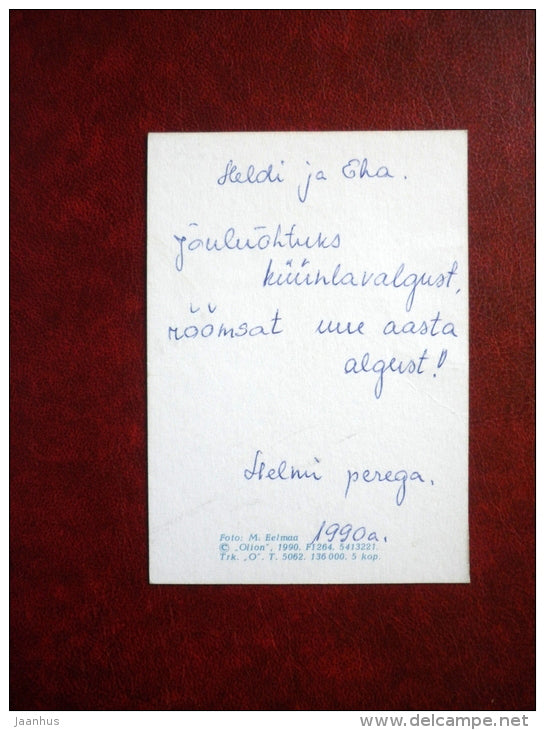 Heldi ja Eha.
Jõuluõhtuks
küünlavalgust,
rõõmsat uue aasta
algust!
Helmi perega.
1990a.
Foto: M. Eelmaa
© „Olion", 1990. F1264. 5413221.
Trk. „O". T. 5062. 136 000. 5 kop.
jaanhus
www.delcampe.net